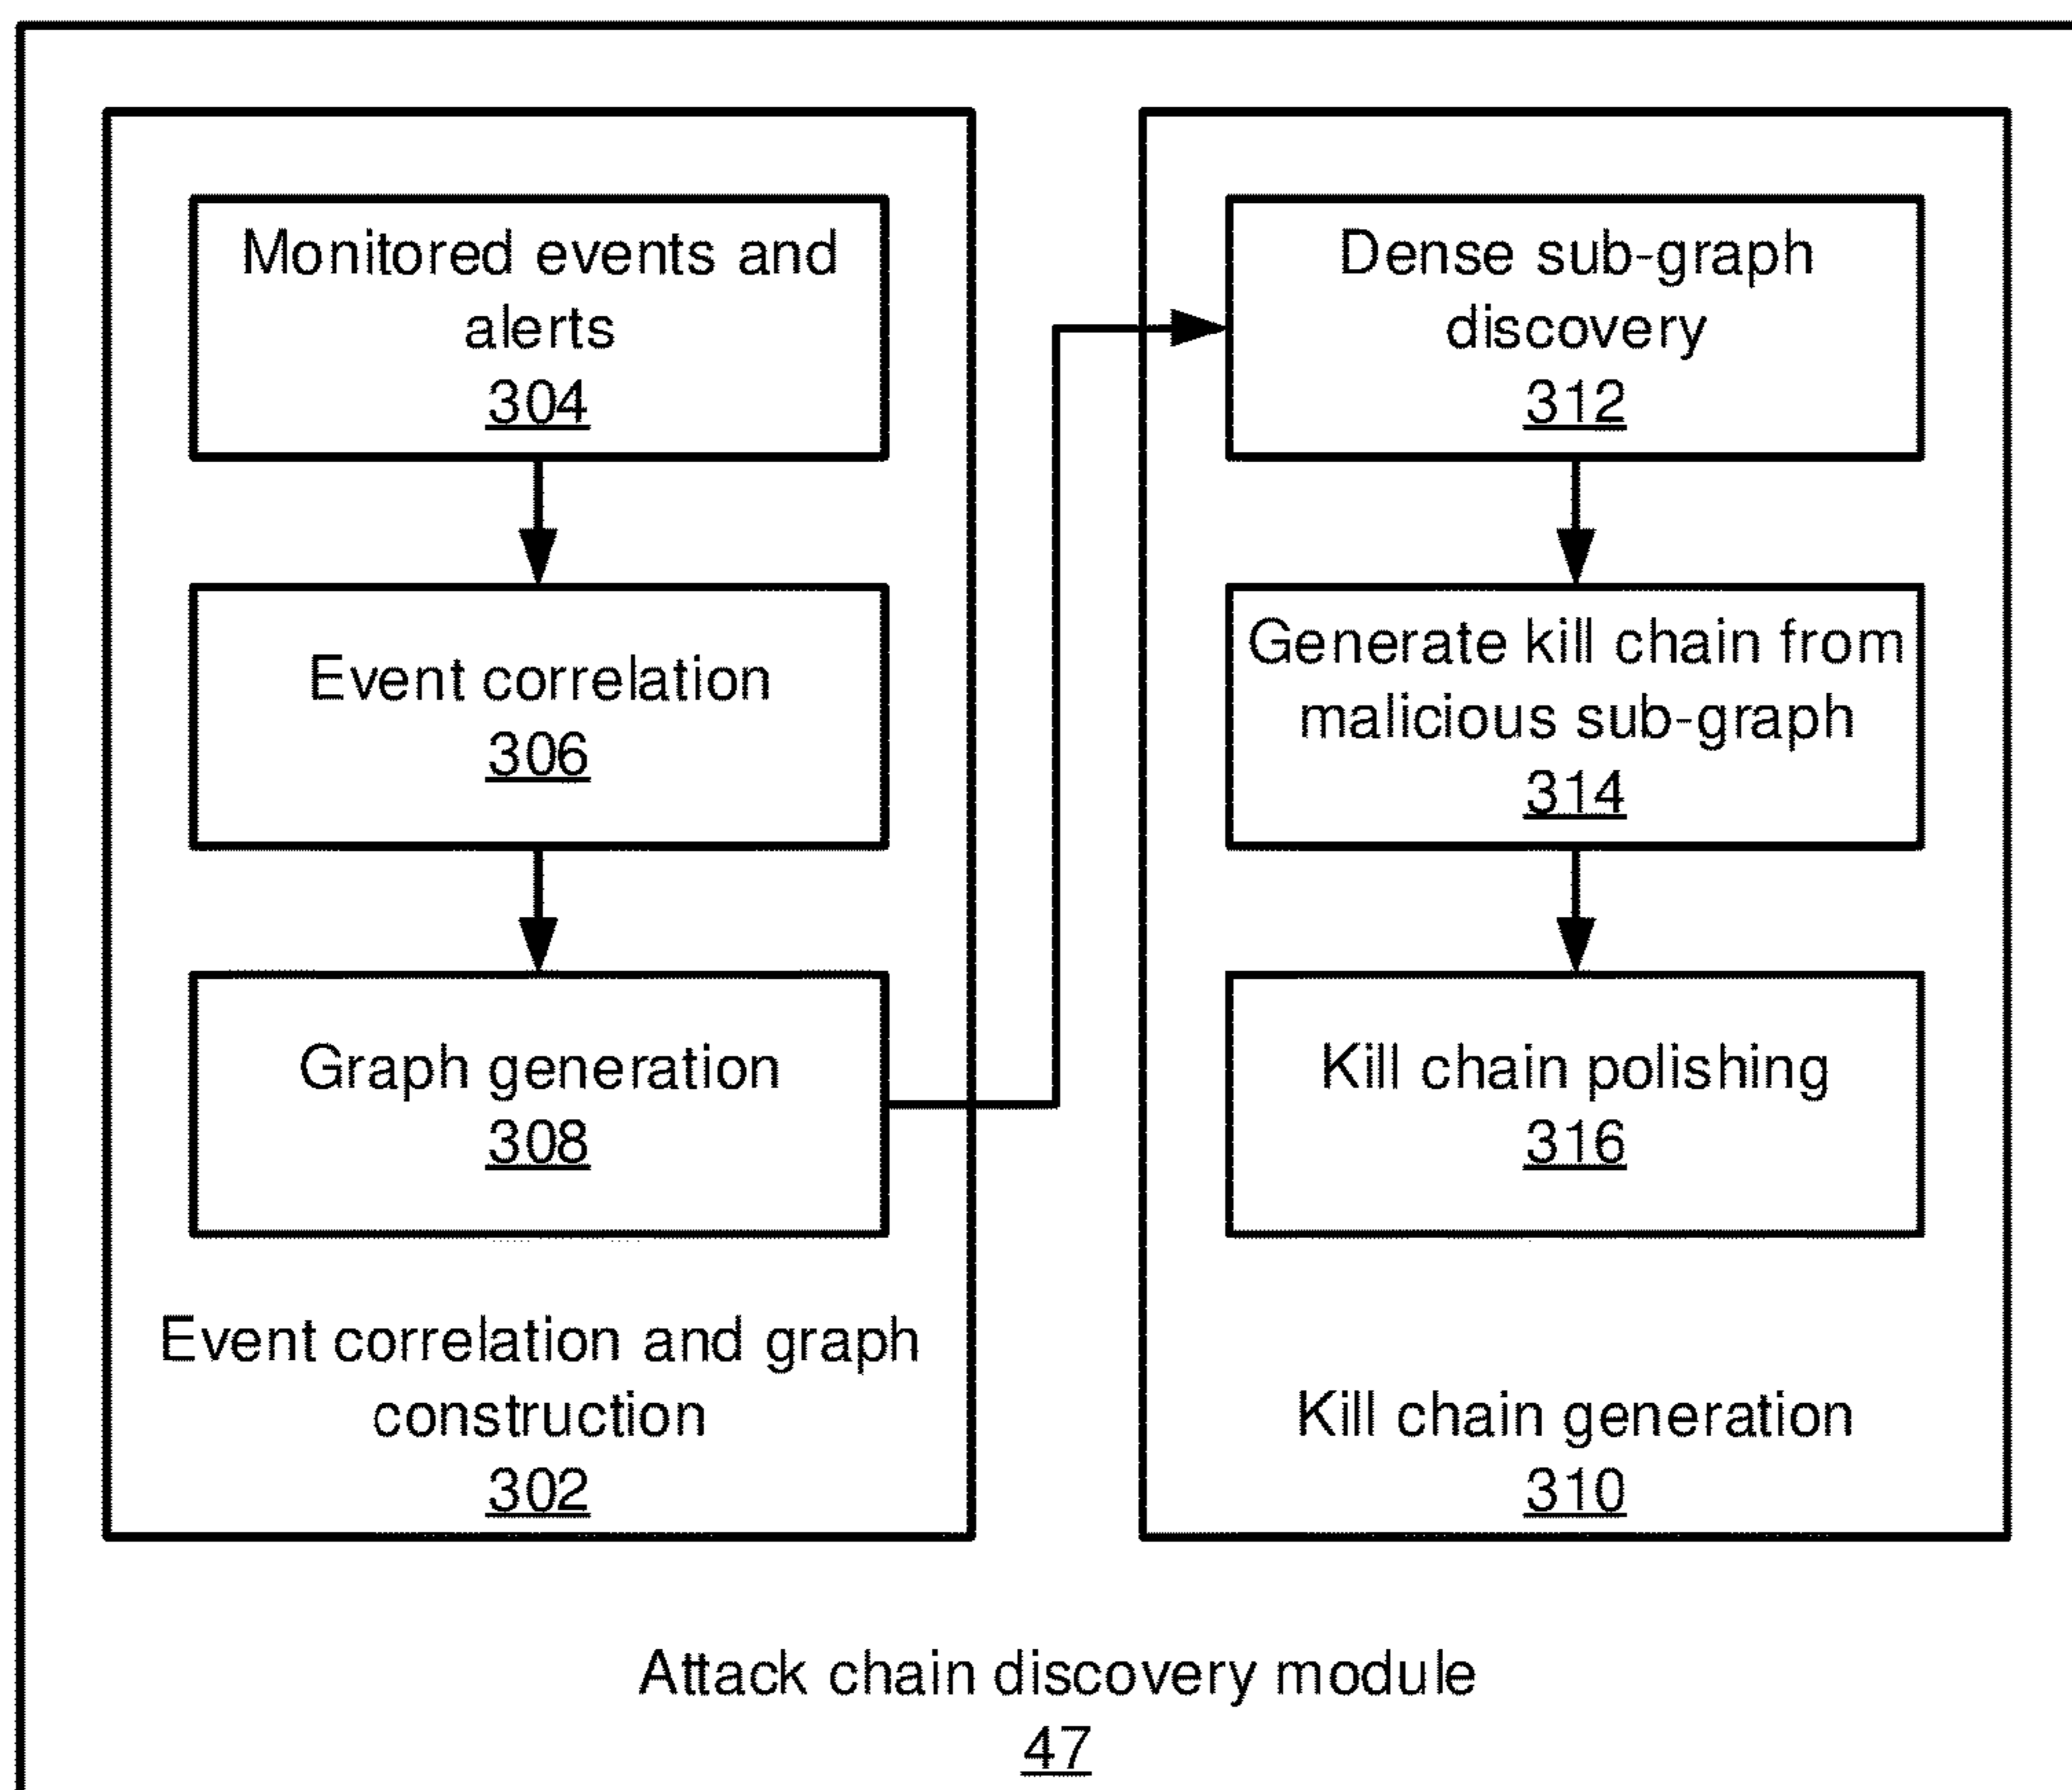 Monitored events and
alerts
304
Event correlation
306
Graph generation
308
Event correlation and graph
construction
302
Dense sub-graph
discovery
312
Generate kill chain from
malicious sub-graph
314
Kill chain polishing
316
Kill chain generation
310
Attack chain discovery module
47